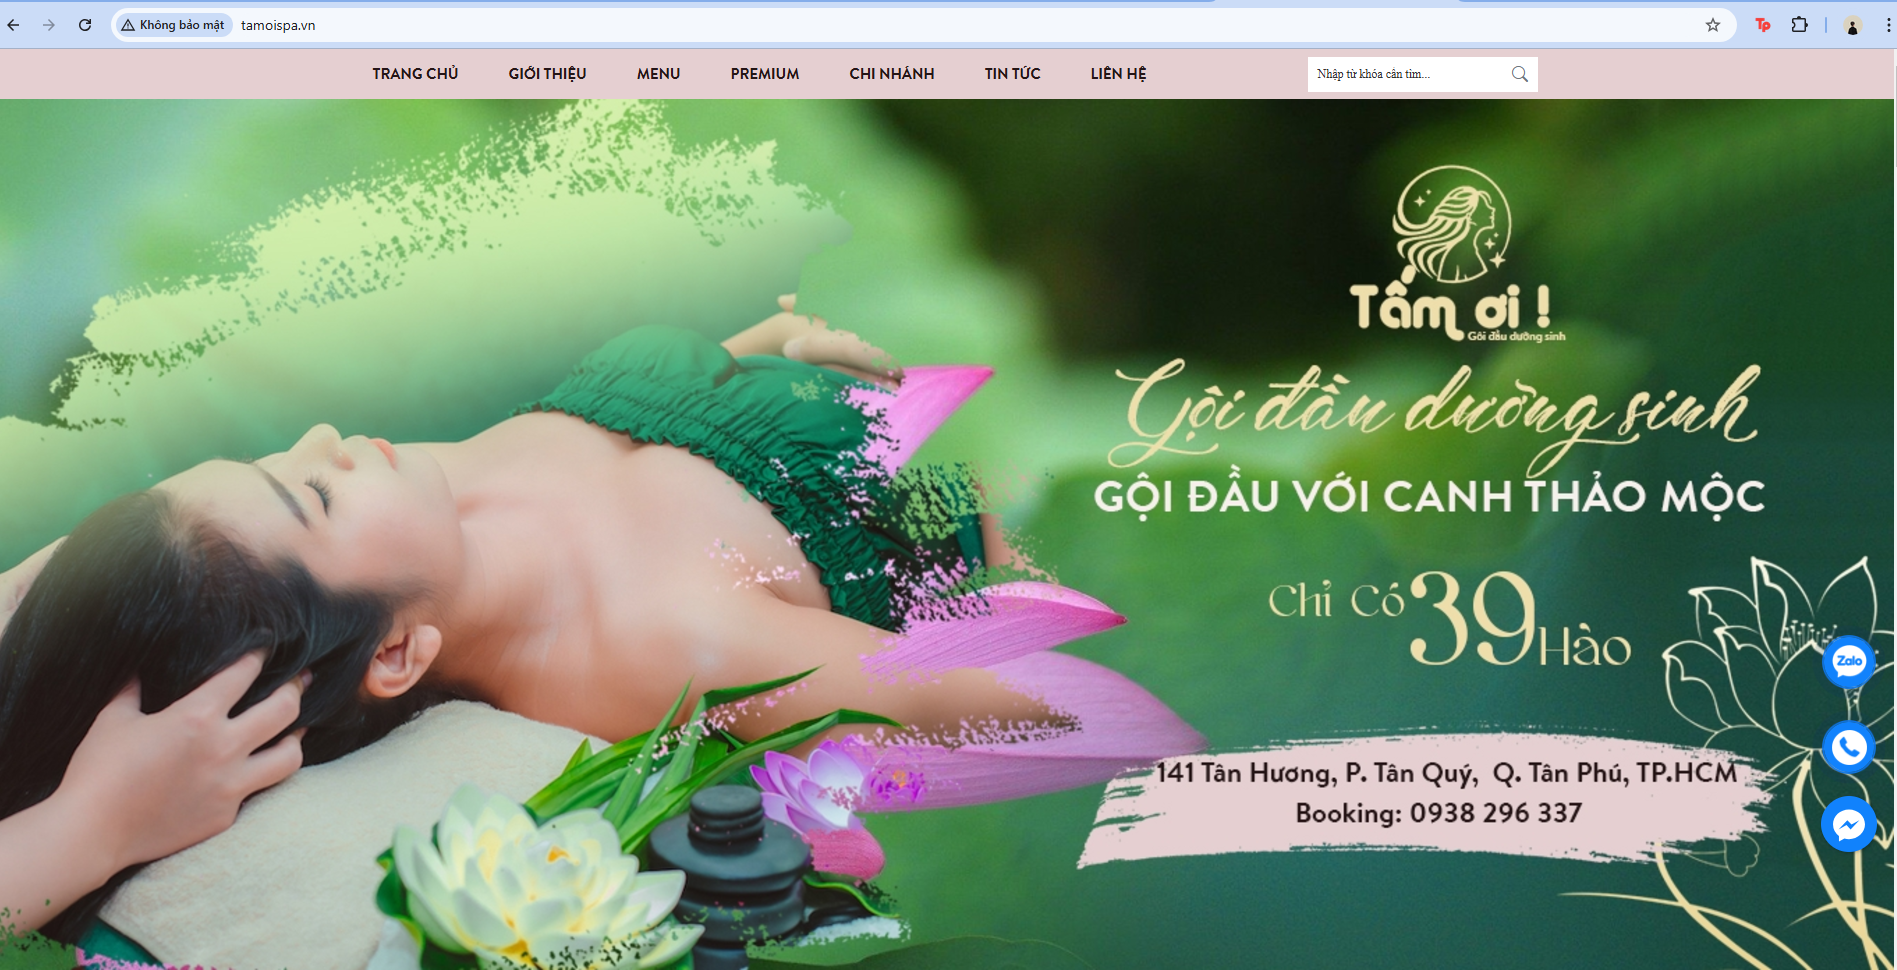 Không bảo mật
tamoispa.vn
TRANG CHỦ
GIỚI THIỆU
MENU
PREMIUM
CHI NHÁNH
TIN TỨC
LIÊN HỆ
Nhập từ khóa cần tìm...
Tấm ơi !
Gội đầu dưỡng sinh
Gội đầu dưỡng sinh
GỘI ĐẦU VỚI CANH THẢO MỘC
Chỉ Có 39 Hào
141 Tân Hương, P. Tân Quý, Q. Tân Phú, TP.HCM
Booking: 0938 296 337
Zalo